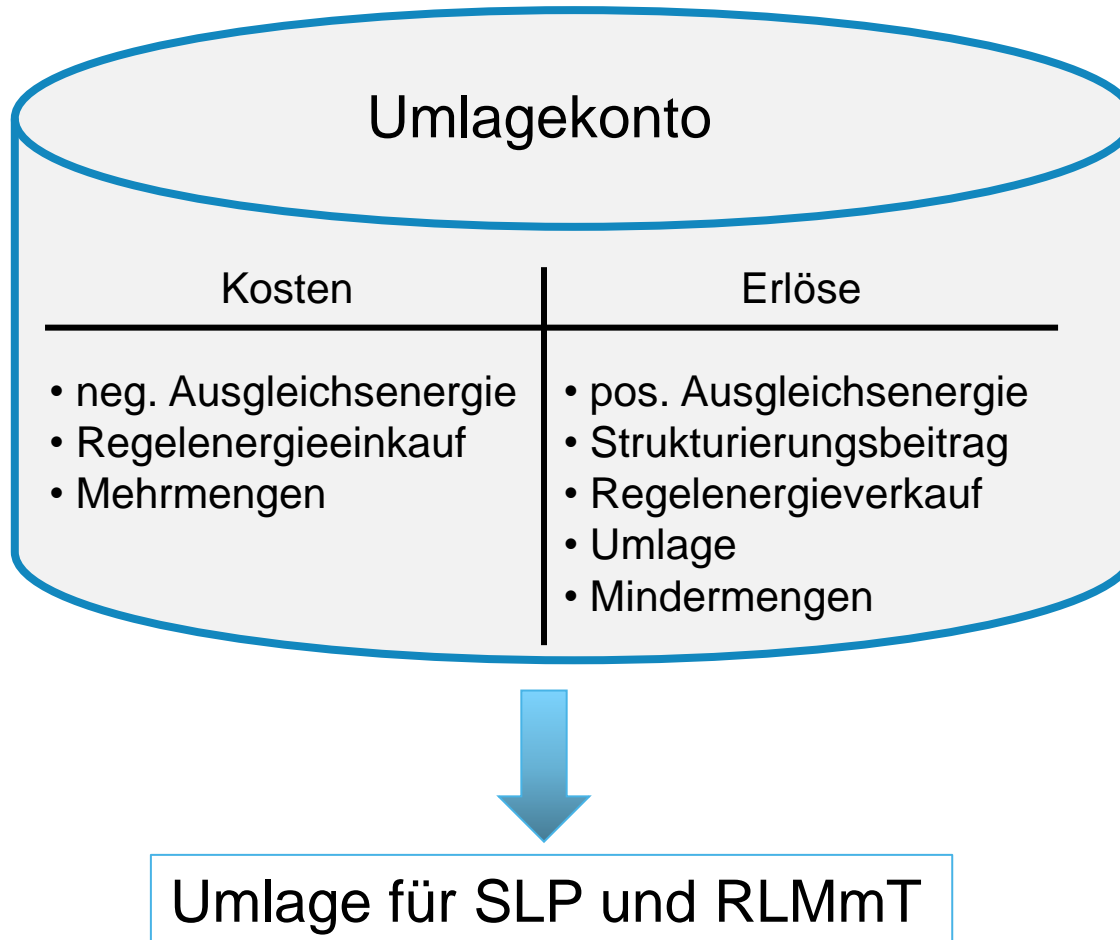 Umlagekonto
Kosten
• neg. Ausgleichsenergie
• Regelenergieeinkauf
• Mehrmengen
Erlöse
• pos. Ausgleichsenergie
• Strukturierungsbeitrag
• Regelenergieverkauf
• Umlage
• Mindermengen
Umlage für SLP und RLMmT